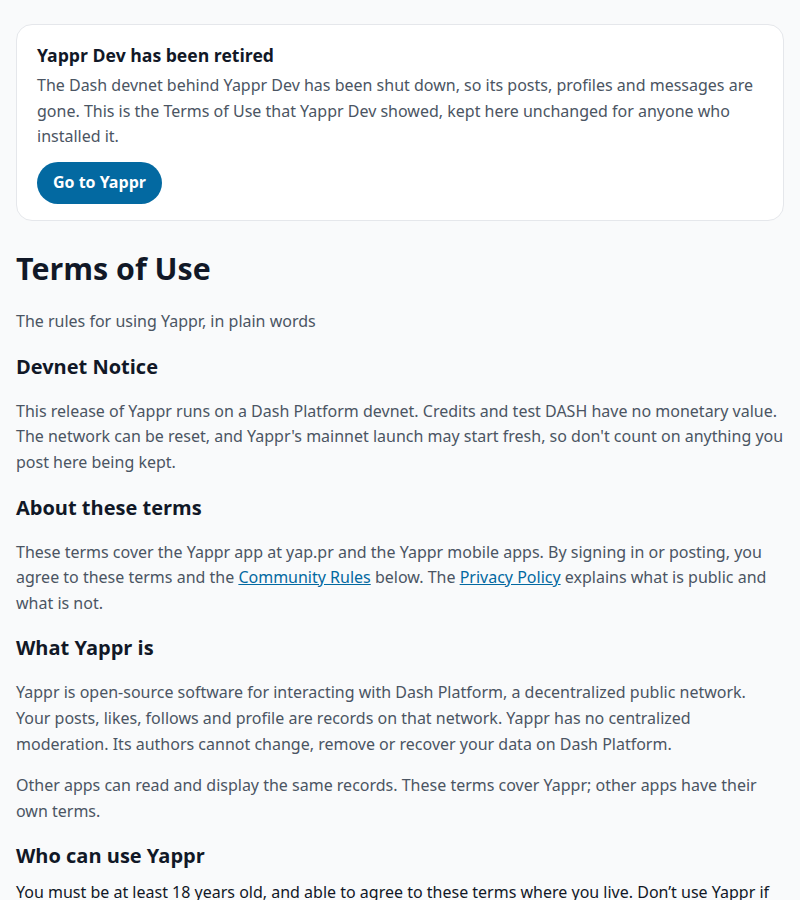 Yappr Dev has been retired
The Dash devnet behind Yappr Dev has been shut down, so its posts, profiles and messages are
gone. This is the Terms of Use that Yappr Dev showed, kept here unchanged for anyone who
installed it.
Go to Yappr
Terms of Use
The rules for using Yappr, in plain words
Devnet Notice
This release of Yappr runs on a Dash Platform devnet. Credits and test DASH have no monetary value.
The network can be reset, and Yappr's mainnet launch may start fresh, so don't count on anything you
post here being kept.
About these terms
These terms cover the Yappr app at yap.pr and the Yappr mobile apps. By signing in or posting, you
agree to these terms and the Community Rules below. The Privacy Policy explains what is public and
what is not.
What Yappr is
Yappr is open-source software for interacting with Dash Platform, a decentralized public network.
Your posts, likes, follows and profile are records on that network. Yappr has no centralized
moderation. Its authors cannot change, remove or recover your data on Dash Platform.
Other apps can read and display the same records. These terms cover Yappr; other apps have their
own terms.
Who can use Yappr
You must be at least 18 years old, and able to agree to these terms where you live. Don’t use Yappr if